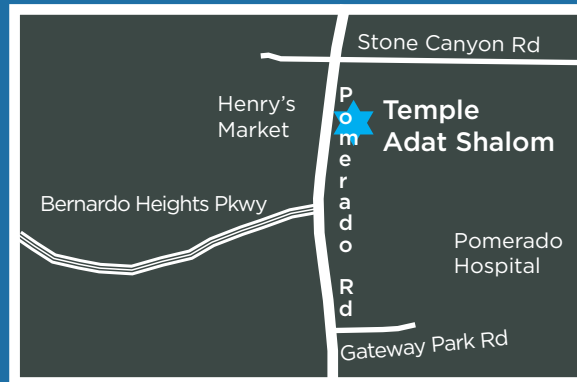 Stone Canyon Rd
Henry's
Market
Temple
Adat Shalom
Pomerado Rd
Bernardo Heights Pkwy
Pomerado
Hospital
Gateway Park Rd